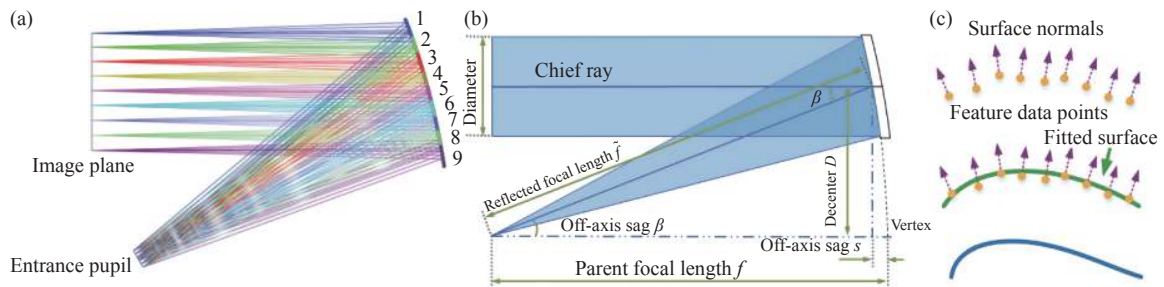 (a)
1
2
3
4
5
6
7
8
9
Image plane
Entrance pupil
(b)
Diameter
Chief ray
β
Reflected focal length f̃
Decenter D
Off-axis sag β
Vertex
Off-axis sag s
Parent focal length f
(c)
Surface normals
Feature data points
Fitted surface